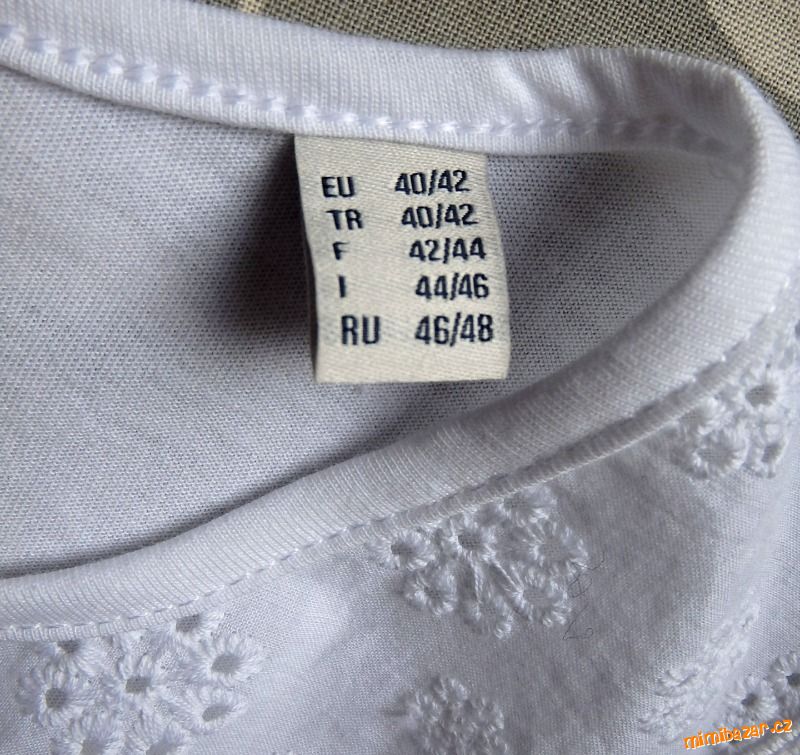 EU 40/42
TR 40/42
F 42/44
I 44/46
RU 46/48
mimibazar.cz